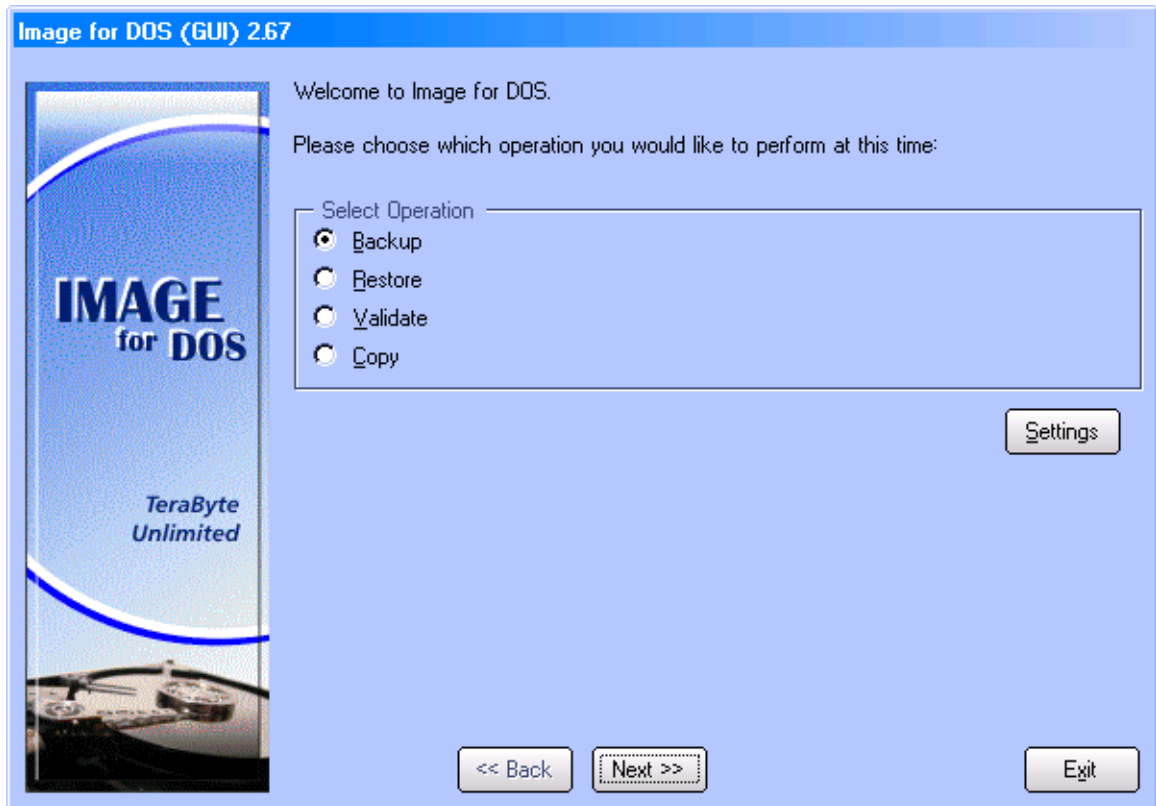 Image for DOS (GUI) 2.67
Welcome to Image for DOS.
Please choose which operation you would like to perform at this time:
Select Operation
Backup
Restore
Validate
Copy
Settings
IMAGE
for DOS
TeraByte
Unlimited
<< Back
Next >>
Exit